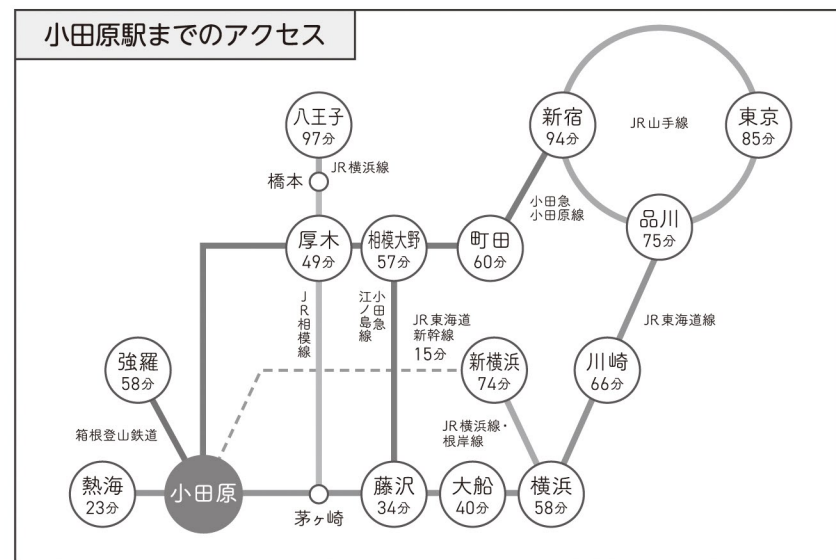 小田原駅までのアクセス
八王子
97分
橋本
JR横浜線
新宿
94分
JR山手線
東京
85分
小田急
小田原線
品川
75分
厚木
49分
相模大野
57分
町田
60分
JR相模線
小田急
江ノ島線
JR東海道
新幹線
15分
JR東海道線
強羅
58分
新横浜
74分
川崎
66分
箱根登山鉄道
JR横浜線・
根岸線
熱海
23分
小田原
茅ヶ崎
藤沢
34分
大船
40分
横浜
58分